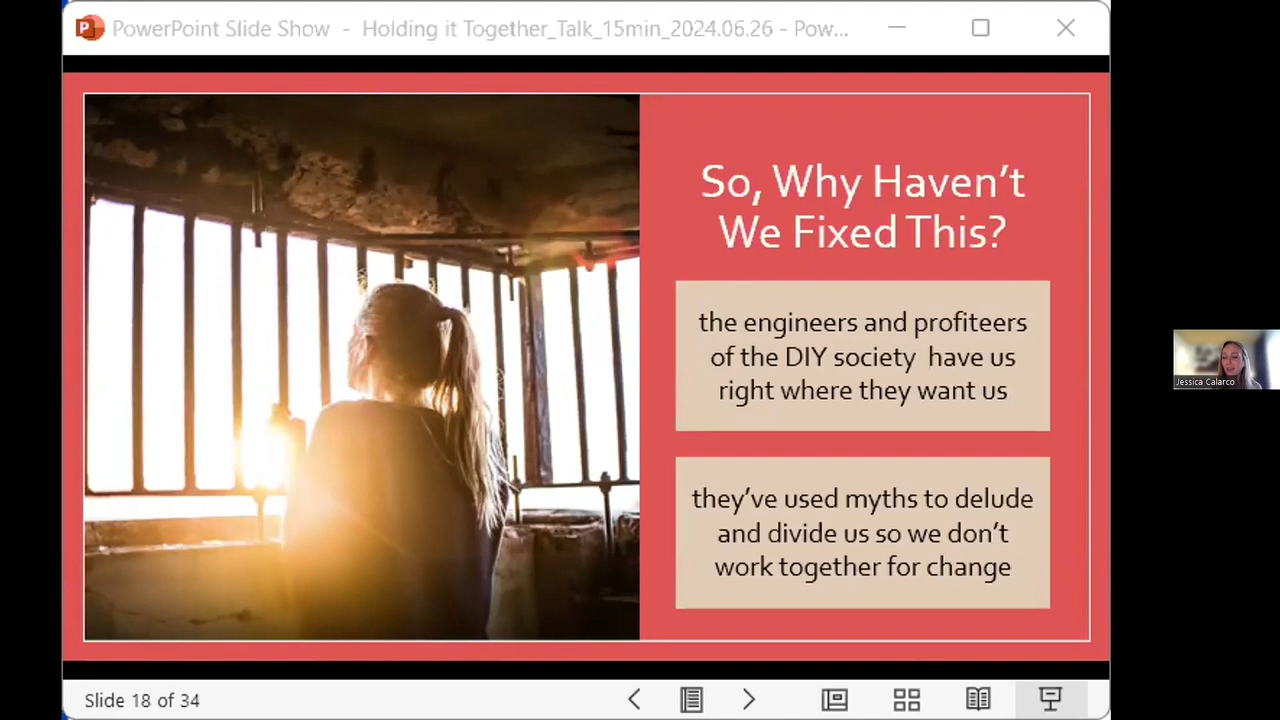 PowerPoint Slide Show - Holding it Together_Talk_15min_2024.06.26 - Pow...
So, Why Haven't
We Fixed This?
the engineers and profiteers
of the DIY society have us
right where they want us
they've used myths to delude
and divide us so we don't
work together for change
Jessica Calarco
Slide 18 of 34